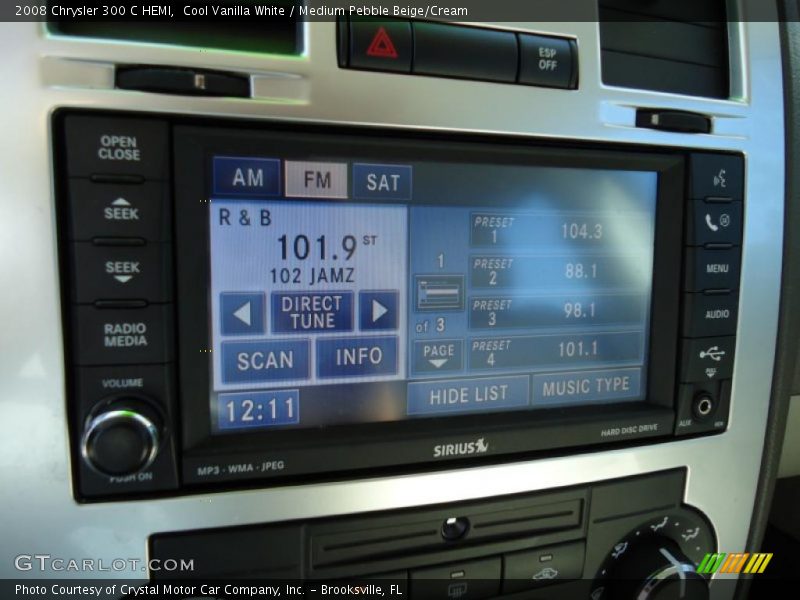 2008 Chrysler 300 C HEMI, Cool Vanilla White / Medium Pebble Beige/Cream
ESP
OFF
OPEN
CLOSE
SEEK
SEEK
RADIO
MEDIA
VOLUME
PUSH ON
AM FM SAT
R & B
101.9 ST
102 JAMZ
DIRECT
TUNE
SCAN INFO
12:11
1
of 3
PAGE
PRESET
1 104.3
PRESET
2 88.1
PRESET
3 98.1
PRESET
4 101.1
HIDE LIST MUSIC TYPE
MENU
AUDIO
AUX
MP3 - WMA - JPEG
SIRIUS
HARD DISC DRIVE
GTCARLOT.COM
Photo Courtesy of Crystal Motor Car Company, Inc. – Brooksville, FL